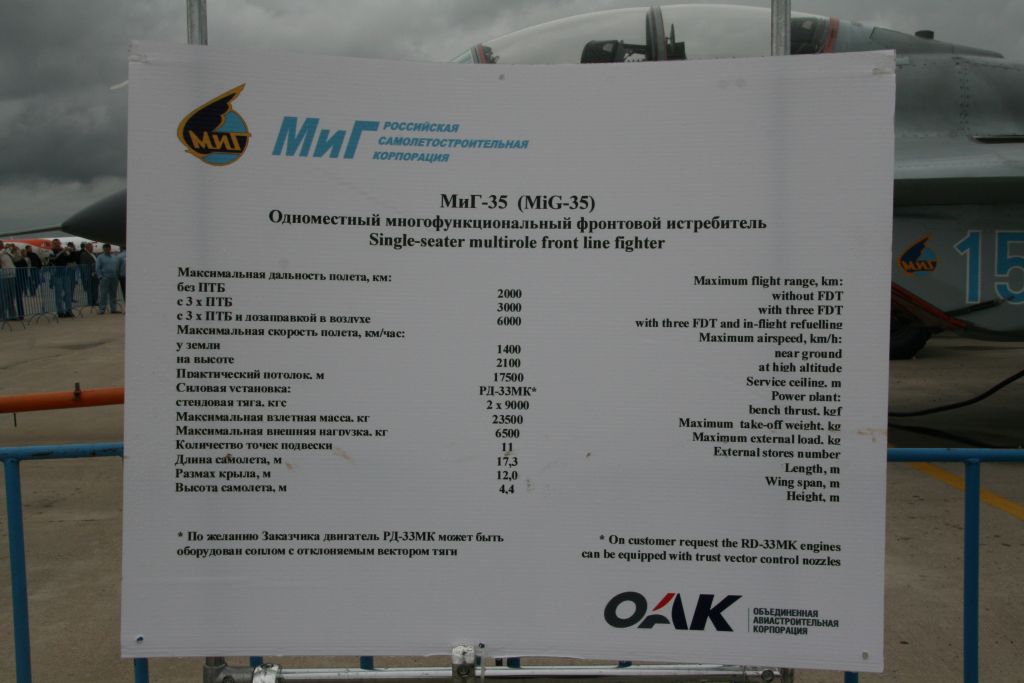 МиГ
МиГ
РОССИЙСКАЯ
САМОЛЕТОСТРОИТЕЛЬНАЯ
КОРПОРАЦИЯ
МиГ-35 (MiG-35)
Одноместный многофункциональный фронтовой истребитель
Single-seater multirole front line fighter
Максимальная дальность полета, км: Maximum flight range, km:
без ПТБ 2000 without FDT
с 3 х ПТБ 3000 with three FDT
с 3 х ПТБ и дозаправкой в воздухе 6000 with three FDT and in-flight refuelling
Максимальная скорость полета, км/час: Maximum airspeed, km/h:
у земли 1400 near ground
на высоте 2100 at high altitude
Практический потолок, м 17500 Service ceiling, m
Силовая установка: РД-33МК* Power plant:
стендовая тяга, кгс 2 х 9000 bench thrust, kgf
Максимальная взлетная масса, кг 23500 Maximum take-off weight, kg
Максимальная внешняя нагрузка, кг 6500 Maximum external load, kg
Количество точек подвески 11 External stores number
Длина самолета, м 17,3 Length, m
Размах крыла, м 12,0 Wing span, m
Высота самолета, м 4,4 Height, m
* По желанию Заказчика двигатель РД-33МК может быть
оборудован соплом с отклоняемым вектором тяги
* On customer request the RD-33MK engines
can be equipped with trust vector control nozzles
ОАК
ОБЪЕДИНЕННАЯ
АВИАСТРОИТЕЛЬНАЯ
КОРПОРАЦИЯ
МиГ
15